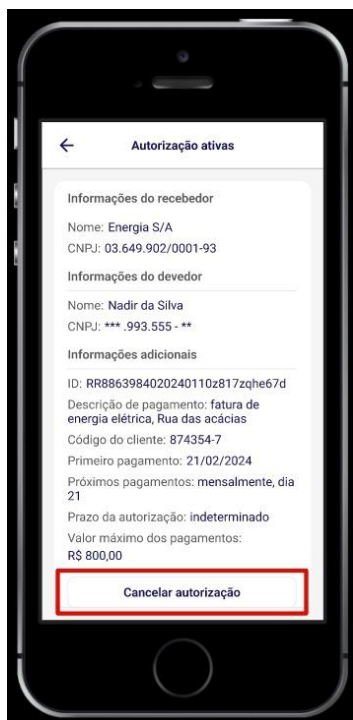 Autorização ativas
Informações do recebedor
Nome: Energia S/A
CNPJ: 03.649.902/0001-93
Informações do devedor
Nome: Nadir da Silva
CNPJ: *** .993.555 - **
Informações adicionais
ID: RR8863984020240110z817zqhe67d
Descrição de pagamento: fatura de
energia elétrica, Rua das acácias
Código do cliente: 874354-7
Primeiro pagamento: 21/02/2024
Próximos pagamentos: mensalmente, dia
21
Prazo da autorização: indeterminado
Valor máximo dos pagamentos:
R$ 800,00
Cancelar autorização